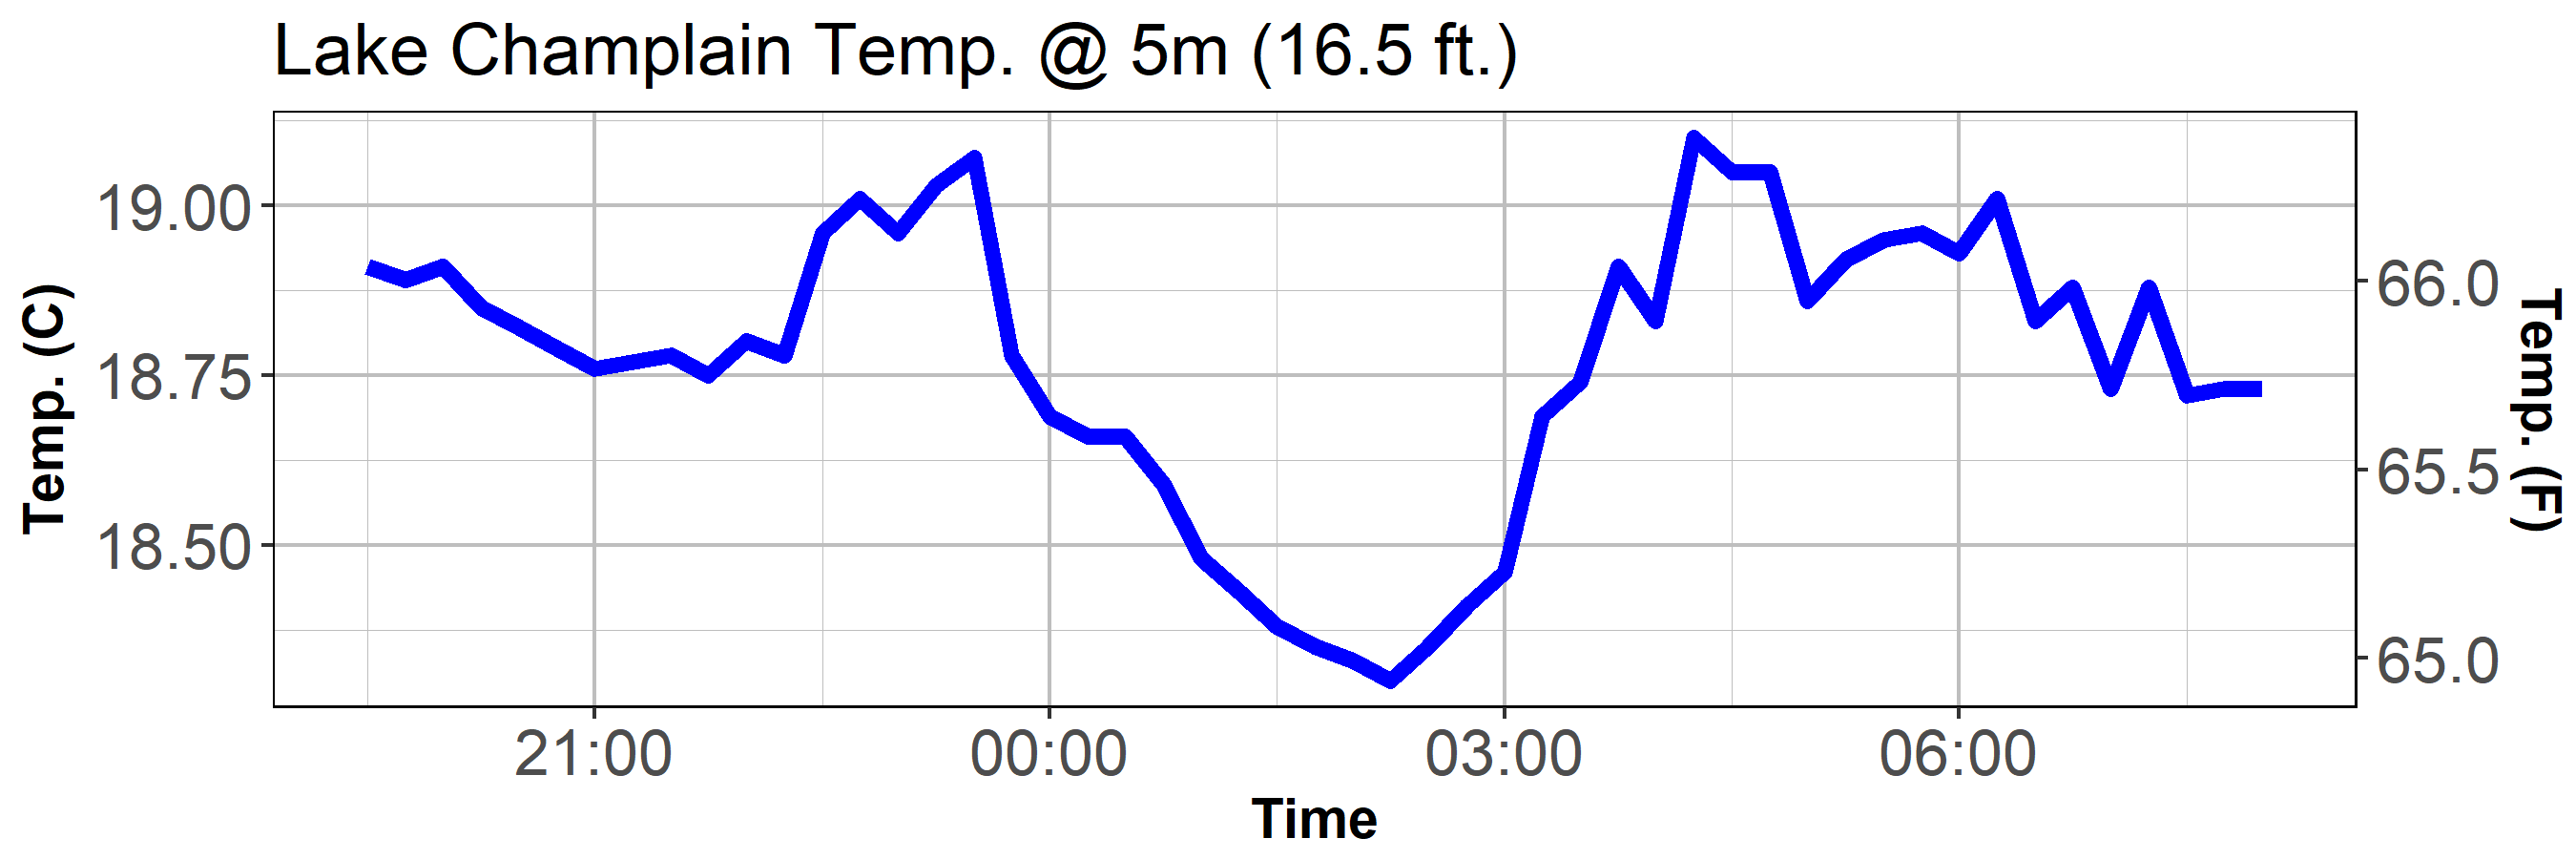 Lake Champlain Temp. @ 5m (16.5 ft.)
Temp. (C)
19.00
18.75
18.50
66.0
65.5
65.0
Temp. (F)
21:00 00:00 03:00 06:00
Time